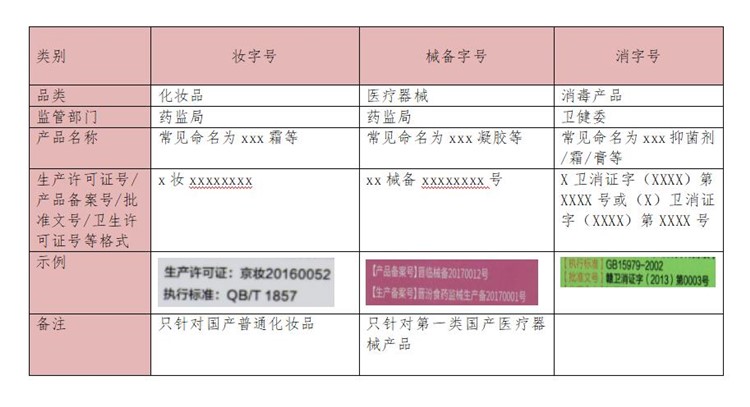 类别
妆字号
械备字号
消字号
品类
化妆品
医疗器械
消毒产品
监管部门
药监局
药监局
卫健委
产品名称
常见命名为 xxx 霜等
常见命名为 xxx 凝胶等
常见命名为 xxx 抑菌剂
/霜/膏等
生产许可证号/
产品备案号/批
准文号/卫生许
可证号等格式
x 妆 xxxxxxxx
xx 械备 xxxxxxxx 号
X 卫消证字（XXXX）第
XXXX 号或（X）卫消证
字（XXXX）第 XXXX 号
示例
生产许可证：京妆20160052
执行标准：QB/T 1857
【产品备案号】晋临械备20170012号
【生产备案号】晋汾食药监械生产备20170001号
【执行标准】GB15979-2002
【批准文号】赣卫消证字（2013）第0003号
备注
只针对国产普通化妆品
只针对第一类国产医疗器
械产品